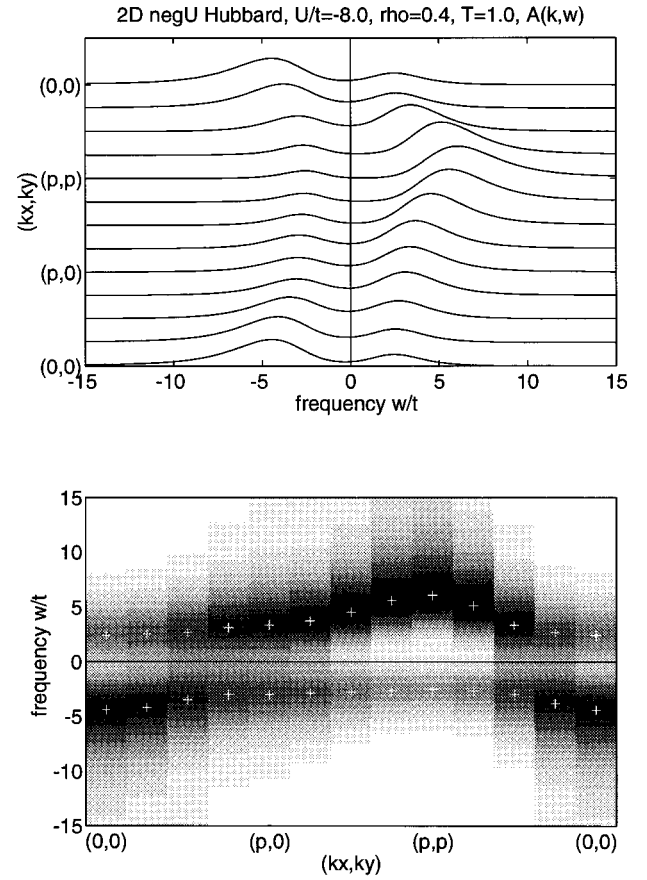 2D negU Hubbard, U/t=-8.0, rho=0.4, T=1.0, A(k,w)
(0,0)
(p,p)
(p,0)
(0,0)
(kx,ky)
-15 -10 -5 0 5 10 15
frequency w/t
15
10
5
0
-5
-10
-15
frequency w/t
(0,0) (p,0) (p,p) (0,0)
(kx,ky)